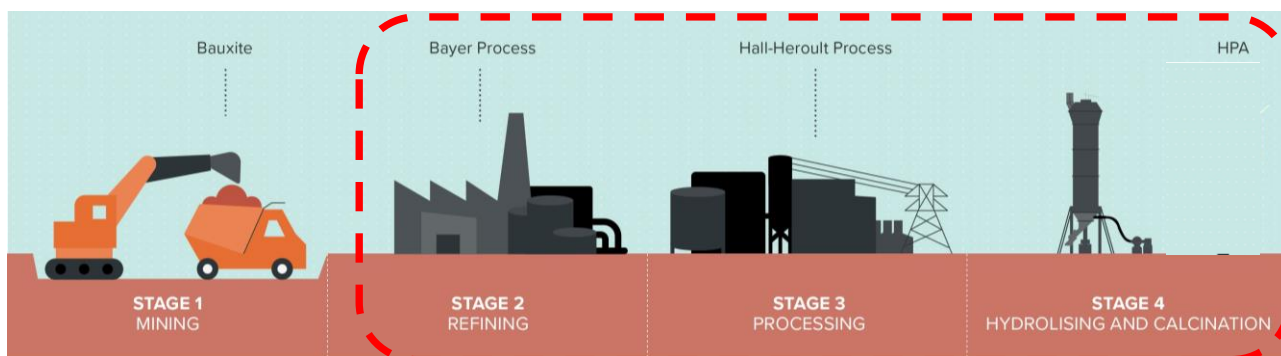 Bauxite
Bayer Process
Hall-Heroult Process
HPA
STAGE 1
MINING
STAGE 2
REFINING
STAGE 3
PROCESSING
STAGE 4
HYDROLISING AND CALCINATION